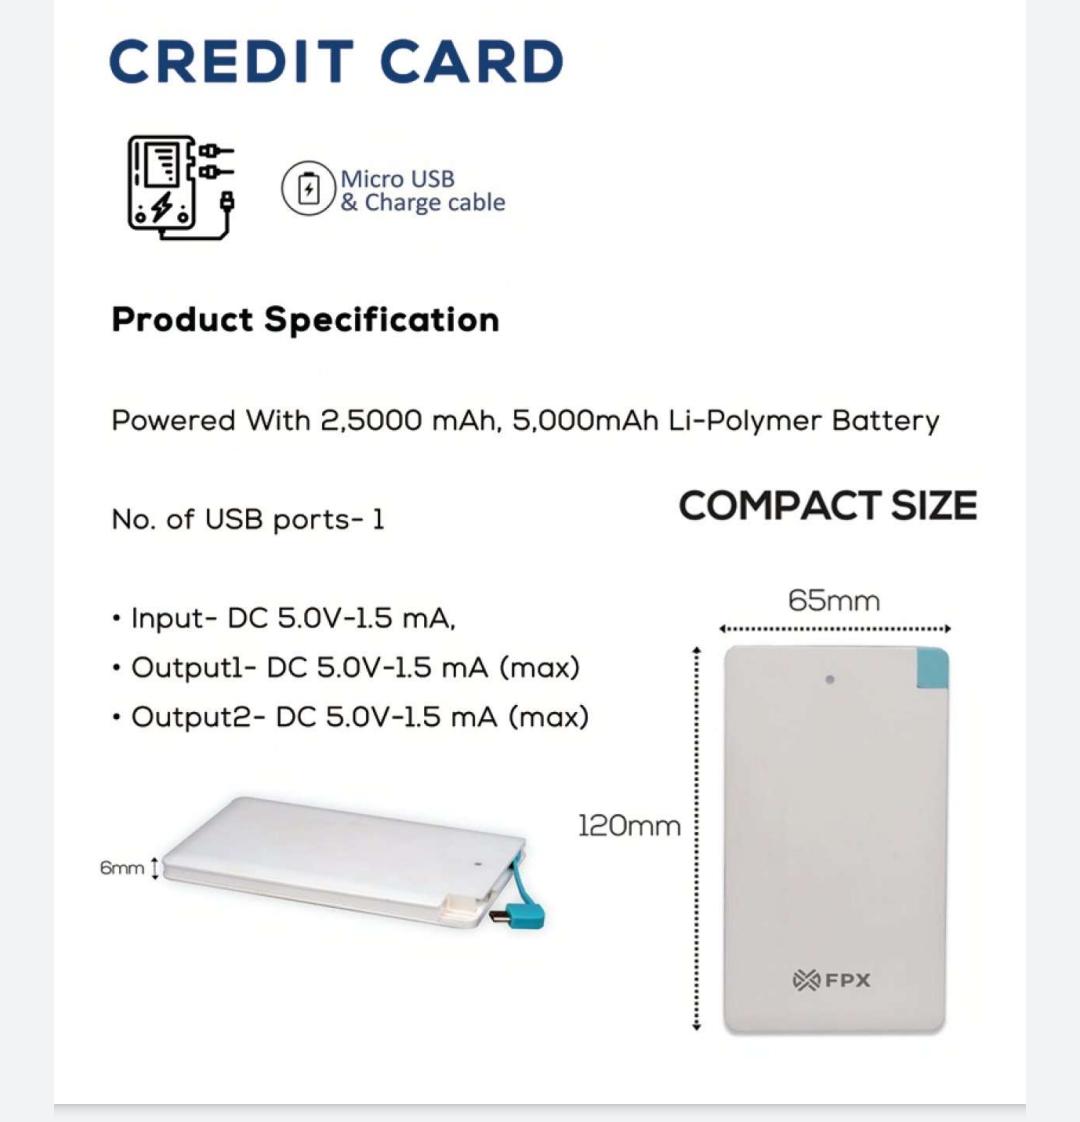 CREDIT CARD
Micro USB
& Charge cable
Product Specification
Powered With 2,5000 mAh, 5,000mAh Li-Polymer Battery
No. of USB ports- 1
COMPACT SIZE
• Input- DC 5.0V-1.5 mA,
• Output1- DC 5.0V-1.5 mA (max)
• Output2- DC 5.0V-1.5 mA (max)
65mm
120mm
6mm
FPX